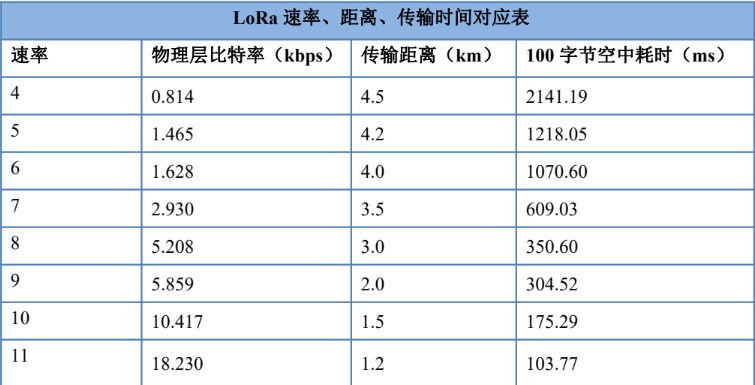 LoRa 速率、距离、传输时间对应表
速率 物理层比特率（kbps） 传输距离（km） 100 字节空中耗时（ms）
4 0.814 4.5 2141.19
5 1.465 4.2 1218.05
6 1.628 4.0 1070.60
7 2.930 3.5 609.03
8 5.208 3.0 350.60
9 5.859 2.0 304.52
10 10.417 1.5 175.29
11 18.230 1.2 103.77